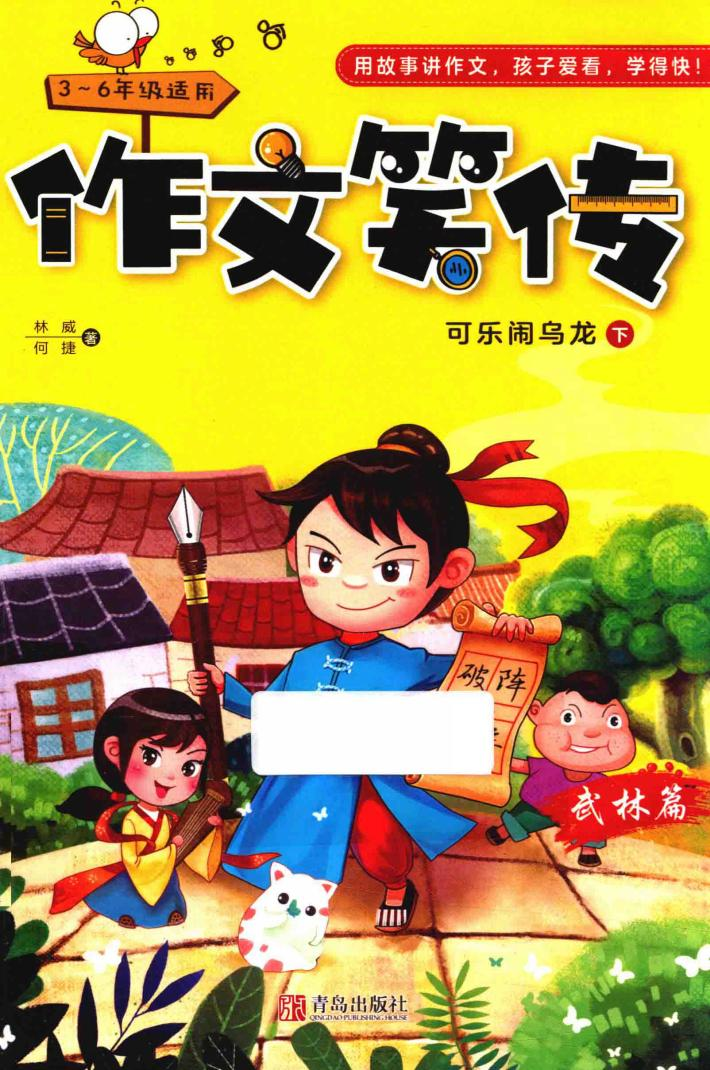 3～6年级适用
用故事讲作文，孩子爱看，学得快！
作文笑传
林威
何捷
著
可乐闹乌龙 下
破阵
武林篇
青岛出版社
QINGDAO PUBLISHING HOUSE